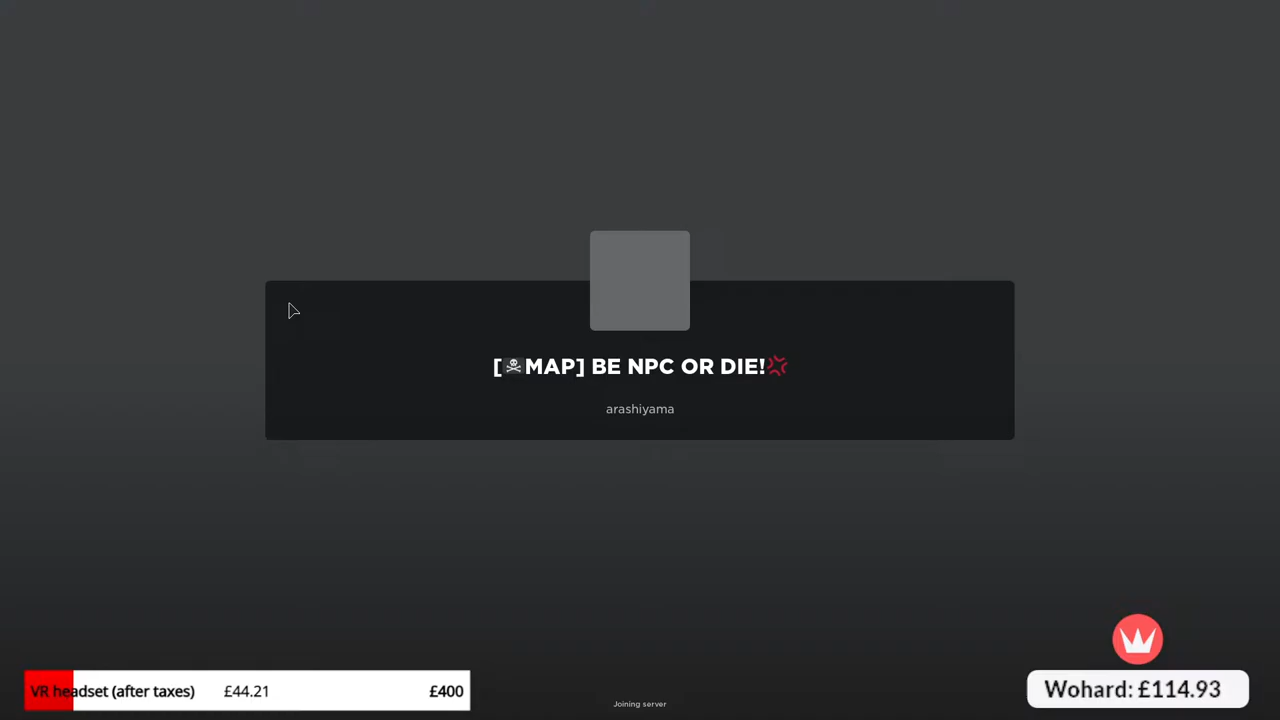 [☠MAP] BE NPC OR DIE!💢
arashiyama
VR headset (after taxes) £44.21 £400
Wohard: £114.93
Joining server